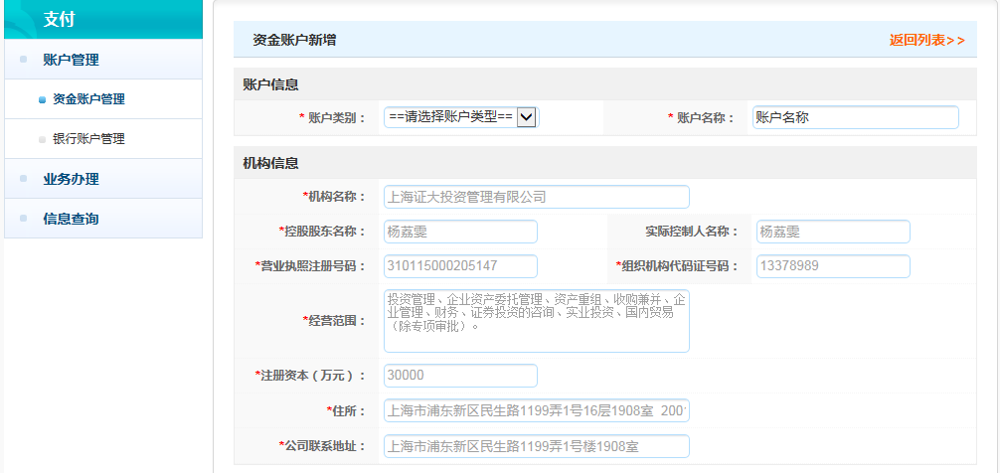 支付
账户管理
资金账户管理
银行账户管理
业务办理
信息查询
资金账户新增 返回列表>>
账户信息
* 账户类别： ==请选择账户类型== * 账户名称： 账户名称
机构信息
*机构名称： 上海证大投资管理有限公司
*控股股东名称： 杨荔雯 实际控制人名称： 杨荔雯
*营业执照注册号码： 310115000205147 *组织机构代码证号码： 13378989
*经营范围： 投资管理、企业资产委托管理、资产重组、收购兼并、企
业管理、财务、证券投资的咨询、实业投资、国内贸易
（除专项审批）。
*注册资本（万元）： 30000
*住所： 上海市浦东新区民生路1199弄1号16层1908室 200
*公司联系地址： 上海市浦东新区民生路1199弄1号楼1908室